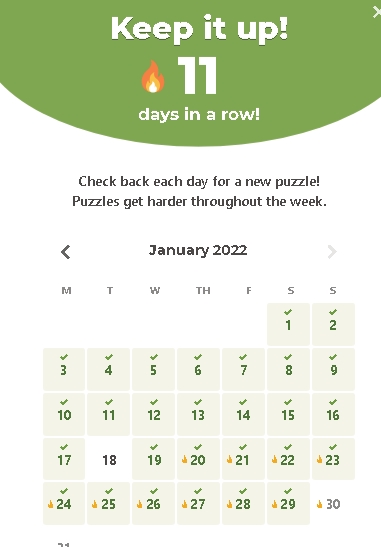 Keep it up!
11
days in a row!
Check back each day for a new puzzle!
Puzzles get harder throughout the week.
January 2022
M T W TH F S S
1 2
3 4 5 6 7 8 9
10 11 12 13 14 15 16
17 18 19 20 21 22 23
24 25 26 27 28 29 30
31